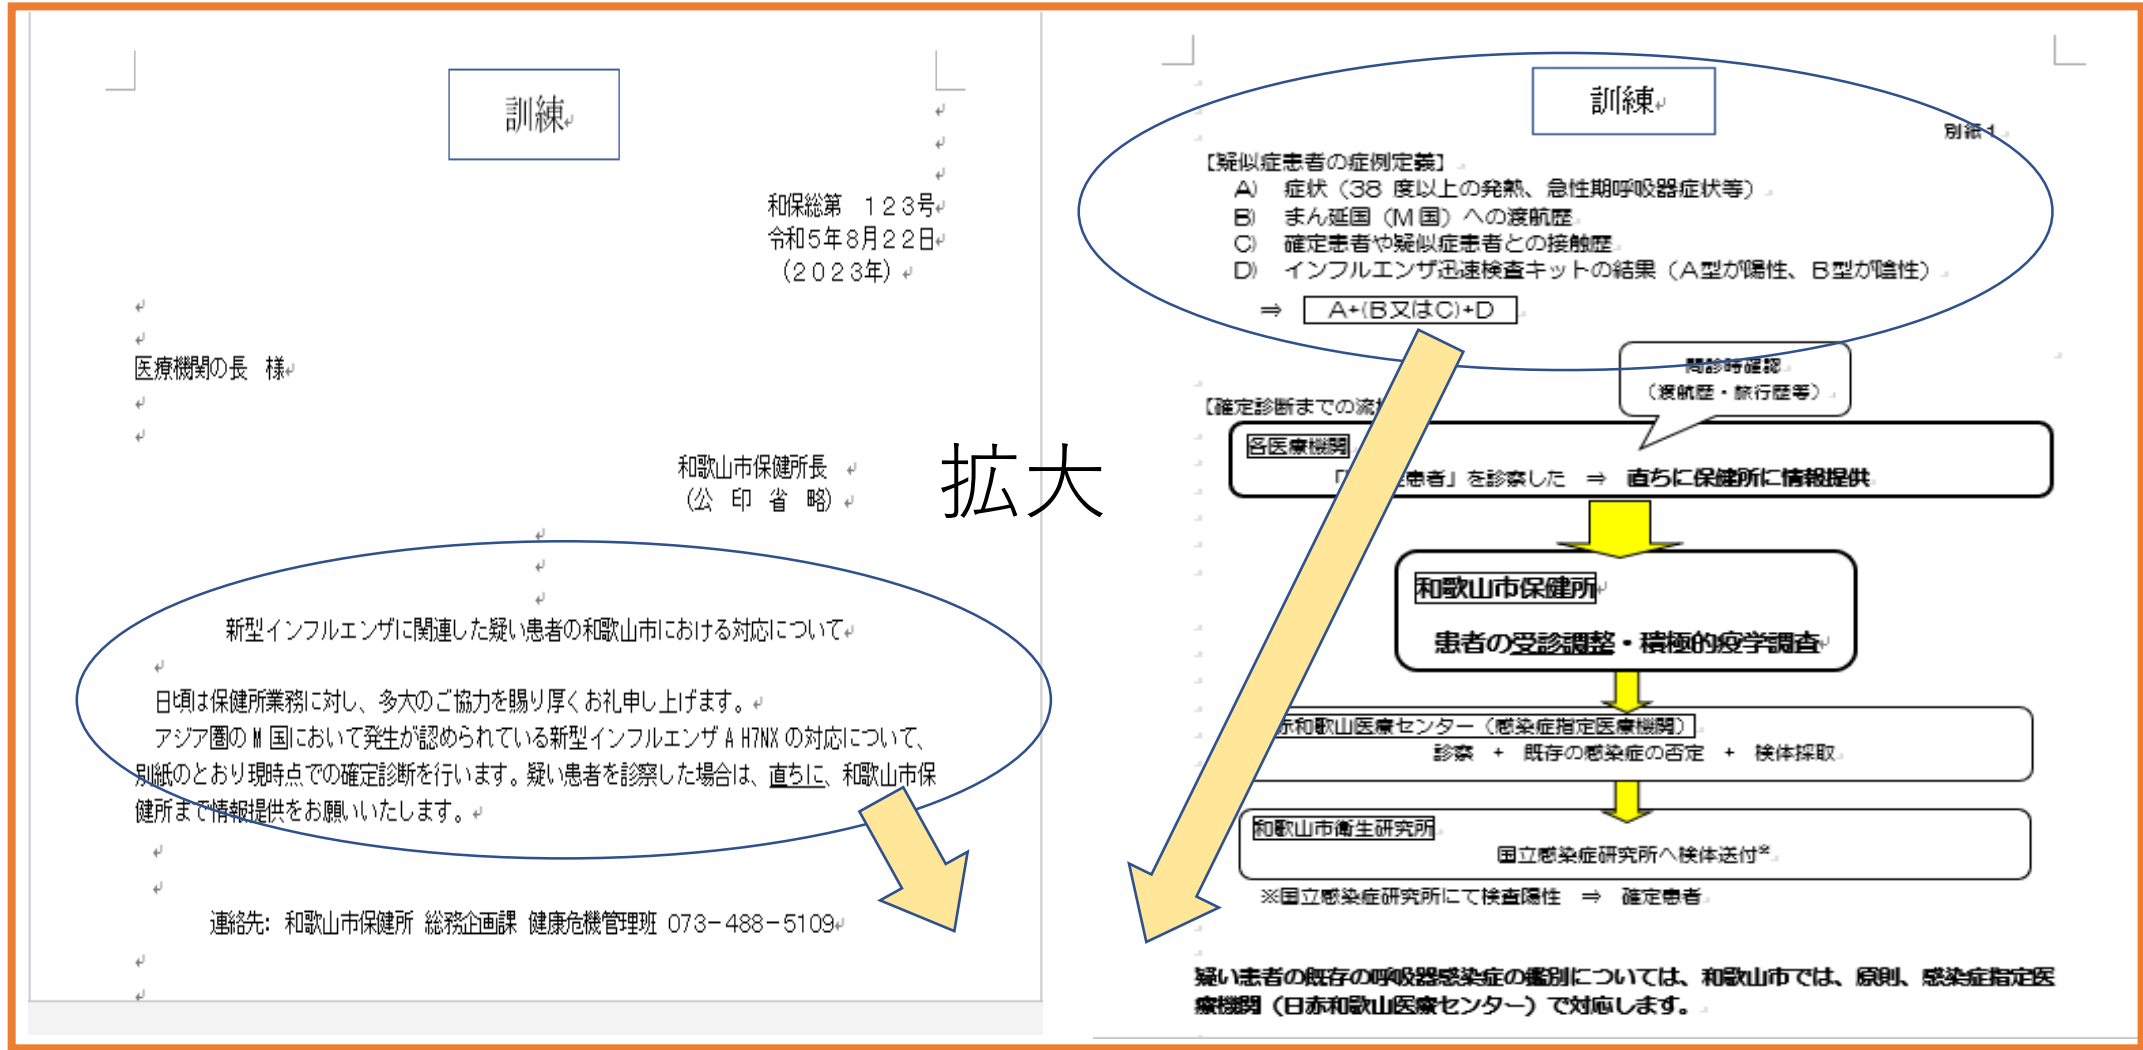 訓練
和保総第　１２３号
令和５年８月２２日
（２０２３年）
医療機関の長　様
和歌山市保健所長
（公　印　省　略）
新型インフルエンザに関連した疑い患者の和歌山市における対応について
日頃は保健所業務に対し、多大のご協力を賜り厚くお礼申し上げます。
アジア圏のM国において発生が認められている新型インフルエンザA H7NXの対応について、
別紙のとおり現時点での確定診断を行います。疑い患者を診察した場合は、直ちに、和歌山市保
健所まで情報提供をお願いいたします。
連絡先：和歌山市保健所 総務企画課 健康危機管理班 073－488－5109
拡大
訓練
別紙１
【疑似症患者の症例定義】
A)　症状（38 度以上の発熱、急性期呼吸器症状等）
B)　まん延国（M国）への渡航歴
C)　確定患者や疑似症患者との接触歴
D)　インフルエンザ迅速検査キットの結果（A型が陽性、B型が陰性）
⇒　A+(B又はC)+D
問診時確認
（渡航歴・旅行歴等）
【確定診断までの流
各医療機関
「 患者」を診察した　⇒　直ちに保健所に情報提供
和歌山市保健所
患者の受診調整・積極的疫学調査
赤和歌山医療センター（感染症指定医療機関）
診察　+　既存の感染症の否定　+　検体採取
和歌山市衛生研究所
国立感染症研究所へ検体送付※
※国立感染症研究所にて検査陽性　⇒　確定患者
疑い患者の既存の呼吸器感染症の鑑別については、和歌山市では、原則、感染症指定医
療機関（日赤和歌山医療センター）で対応します。